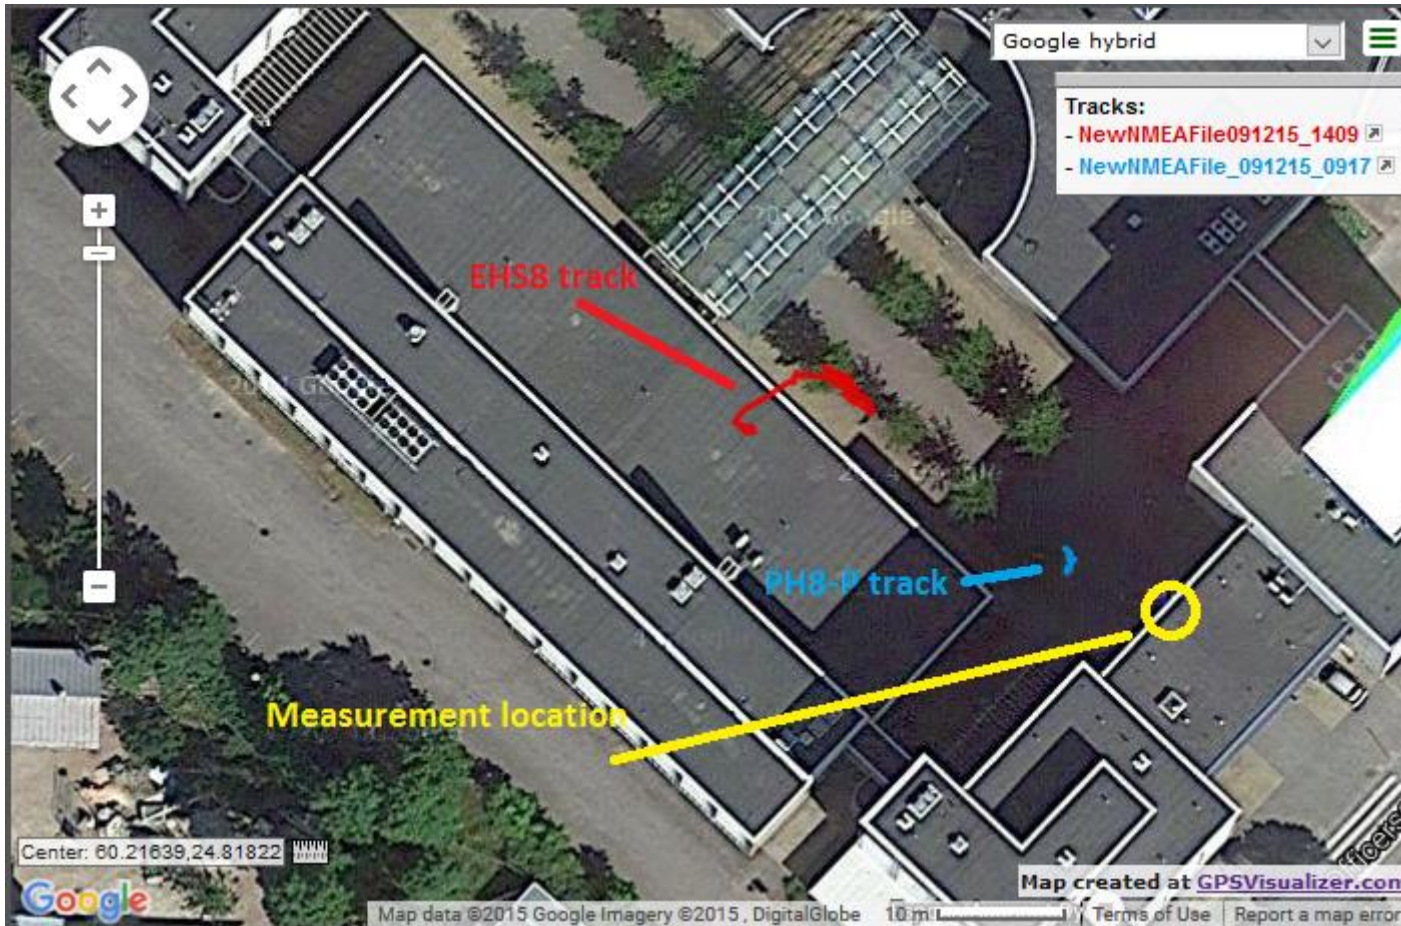 Google hybrid
Tracks:
- NewNMEAFile091215_1409
- NewNMEAFile_091215_0917
EHS8 track
PH8-P track
Measurement location
Center: 60.21639,24.81822
Google
Map created at GPSVisualizer.com
Map data ©2015 Google Imagery ©2015 , DigitalGlobe
10 m
Terms of Use
Report a map error